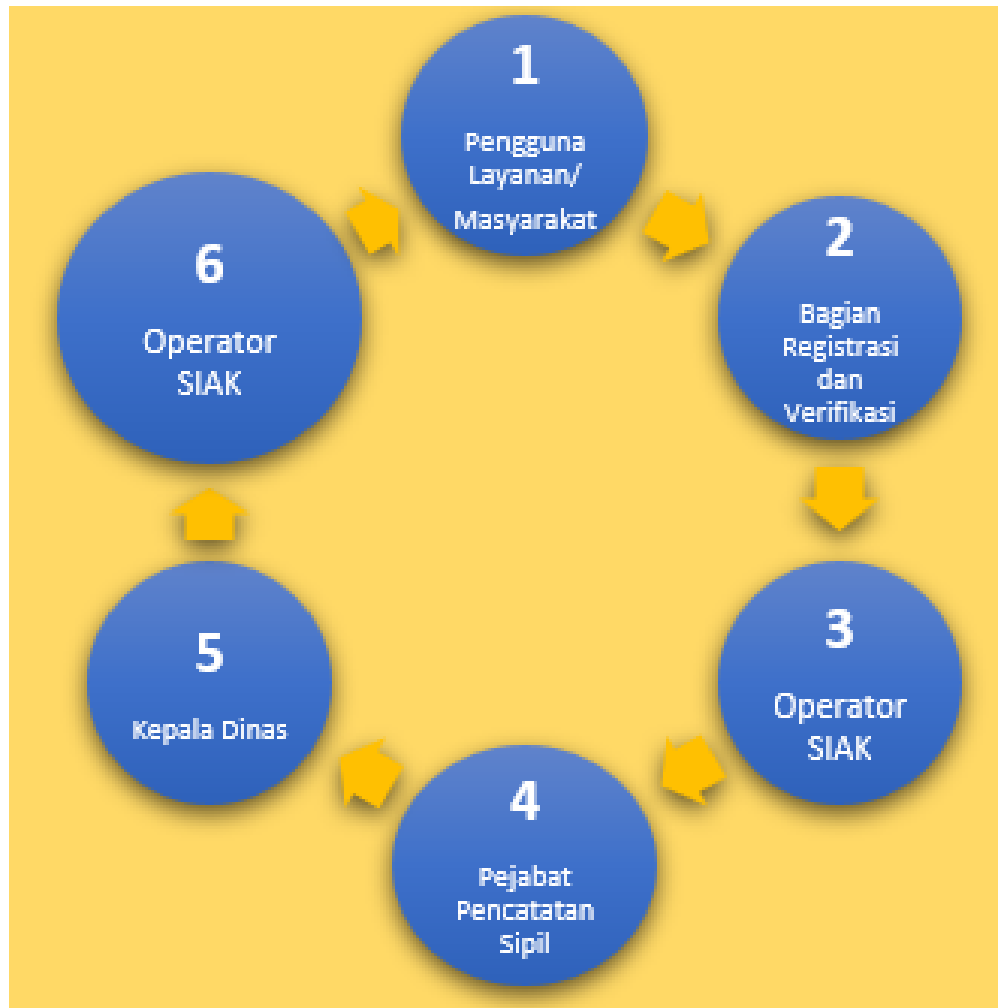 1
Pengguna
Layanan/
Masyarakat
2
Bagian
Registrasi
dan
Verifikasi
3
Operator
SIAK
4
Pejabat
Pencatatan
Sipil
5
Kepala Dinas
6
Operator
SIAK